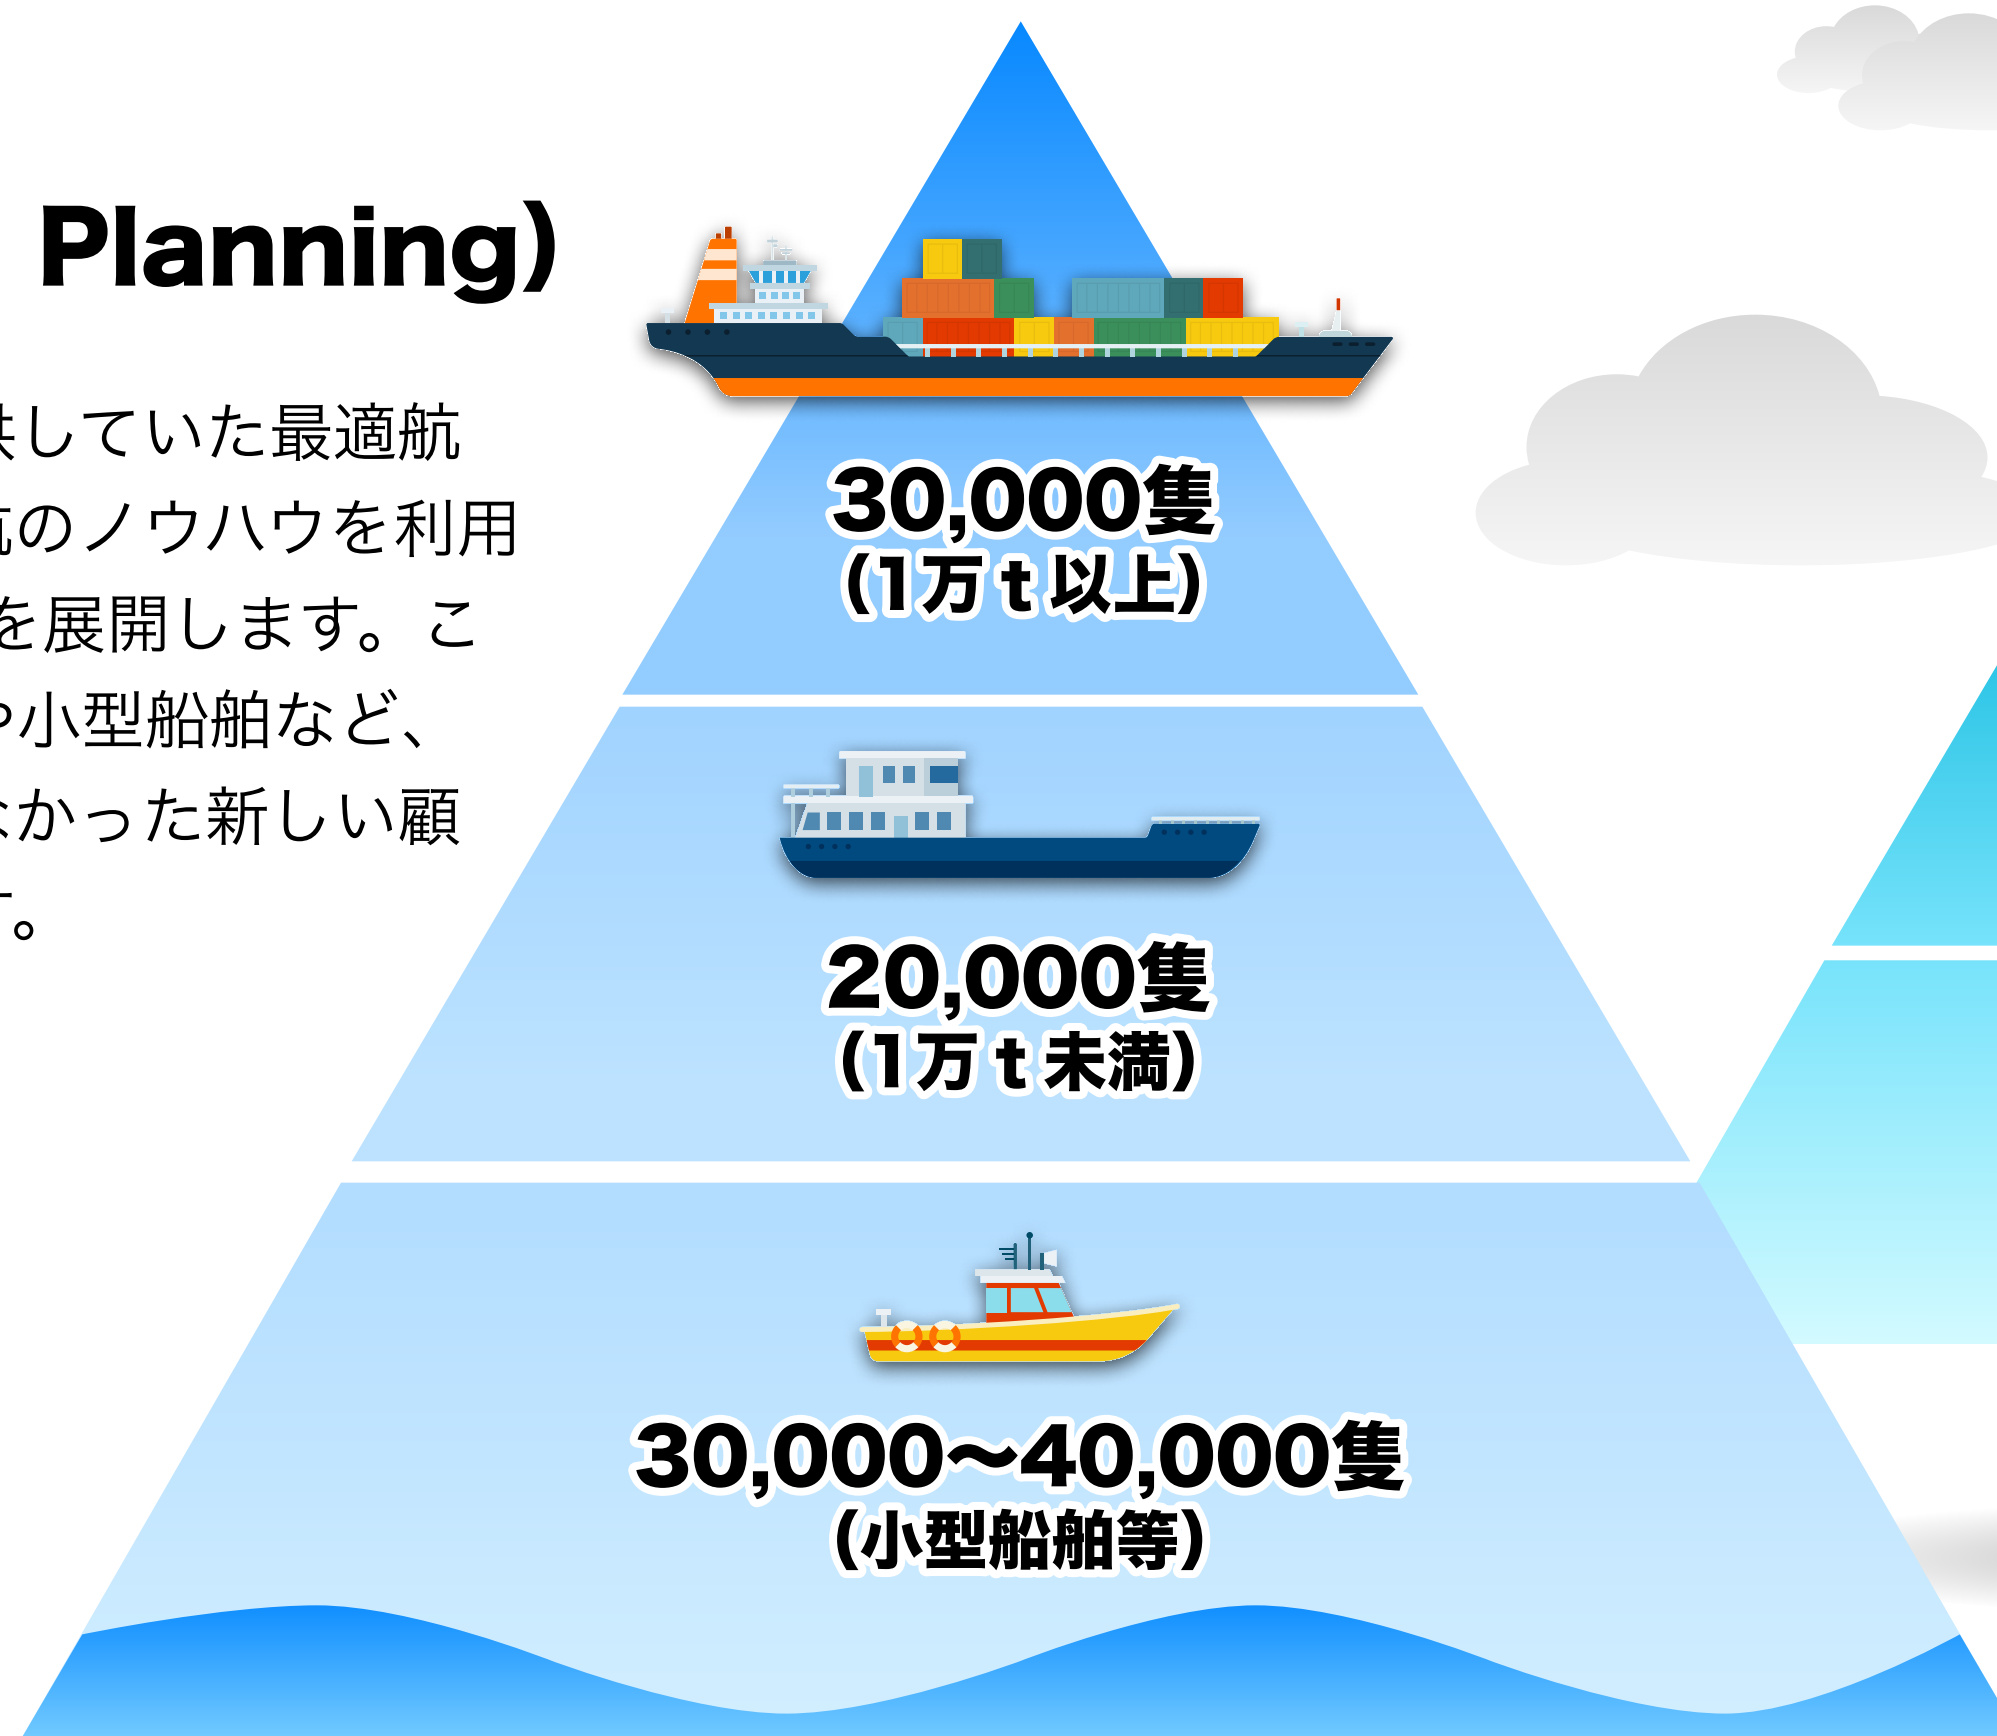 Planning)
していた最適航
のノウハウを利用
を展開します。こ
や小型船舶など、
なかった新しい顧
。
30,000隻
(1万 t 以上)
20,000隻
(1万 t 未満)
30,000〜40,000隻
(小型船舶等)